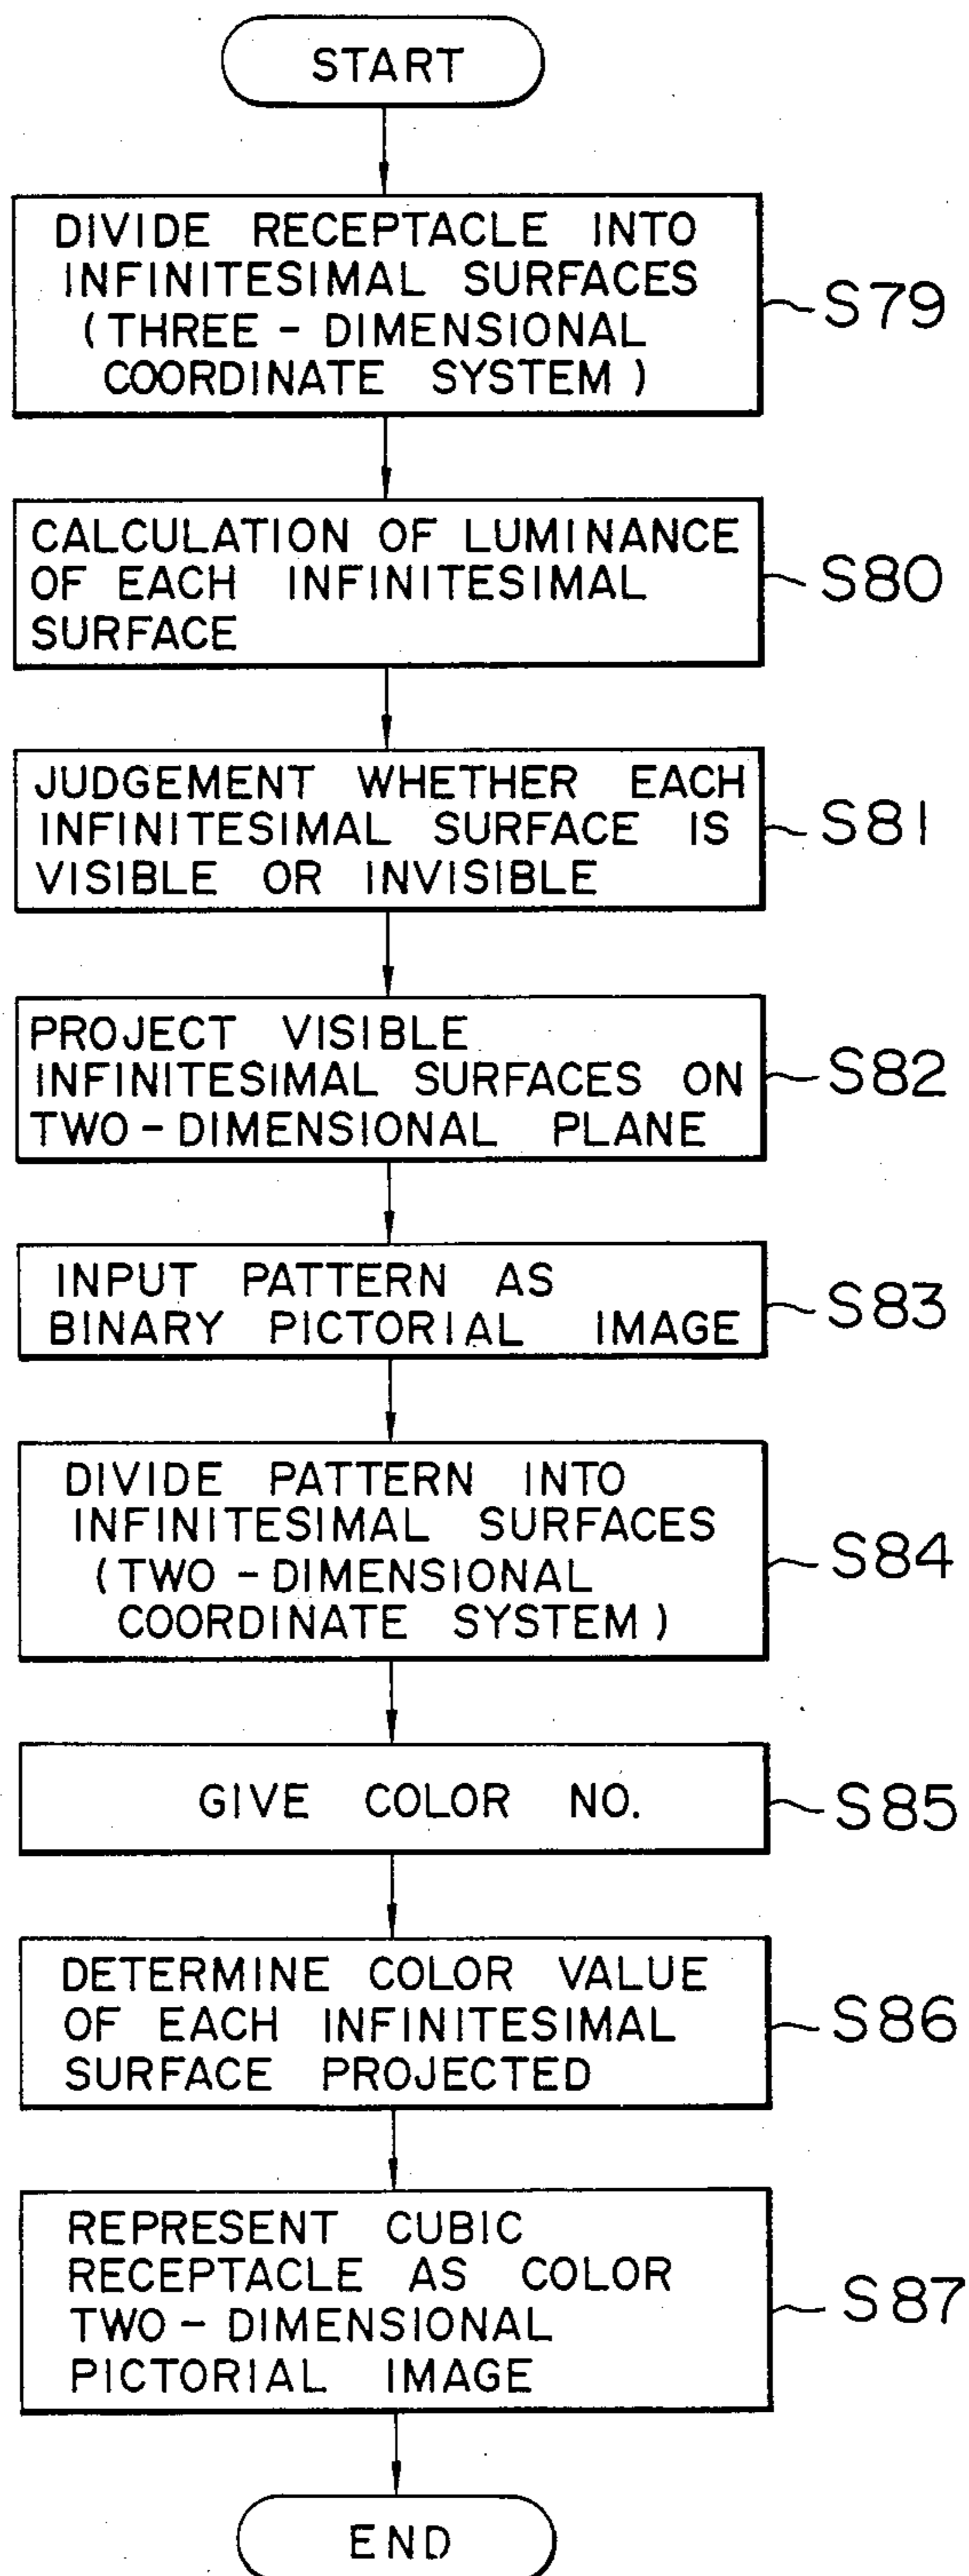 START
DIVIDE RECEPTACLE INTO
INFINITESIMAL SURFACES
(THREE-DIMENSIONAL
COORDINATE SYSTEM)
S79
CALCULATION OF LUMINANCE
OF EACH INFINITESIMAL
SURFACE
S80
JUDGEMENT WHETHER EACH
INFINITESIMAL SURFACE IS
VISIBLE OR INVISIBLE
S81
PROJECT VISIBLE
INFINITESIMAL SURFACES ON
TWO-DIMENSIONAL PLANE
S82
INPUT PATTERN AS
BINARY PICTORIAL IMAGE
S83
DIVIDE PATTERN INTO
INFINITESIMAL SURFACES
(TWO-DIMENSIONAL
COORDINATE SYSTEM)
S84
GIVE COLOR NO.
S85
DETERMINE COLOR VALUE
OF EACH INFINITESIMAL
SURFACE PROJECTED
S86
REPRESENT CUBIC
RECEPTACLE AS COLOR
TWO-DIMENSIONAL
PICTORIAL IMAGE
S87
END